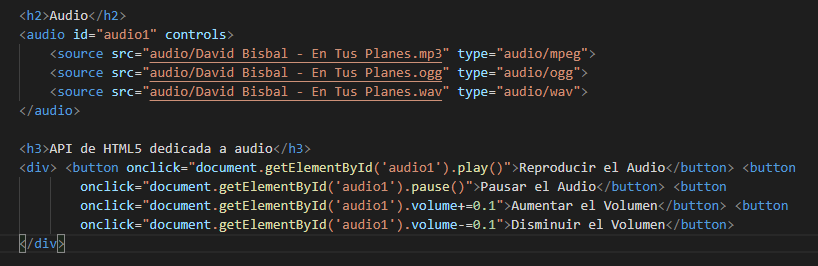 <h2>Audio</h2>
<audio id="audio1" controls>
<source src="audio/David Bisbal - En Tus Planes.mp3" type="audio/mpeg">
<source src="audio/David Bisbal - En Tus Planes.ogg" type="audio/ogg">
<source src="audio/David Bisbal - En Tus Planes.wav" type="audio/wav">
</audio>
<h3>API de HTML5 dedicada a audio</h3>
<div> <button onclick="document.getElementById('audio1').play()">Reproducir el Audio</button> <button
onclick="document.getElementById('audio1').pause()">Pausar el Audio</button> <button
onclick="document.getElementById('audio1').volume+=0.1">Aumentar el Volumen</button> <button
onclick="document.getElementById('audio1').volume-=0.1">Disminuir el Volumen</button>
</div>